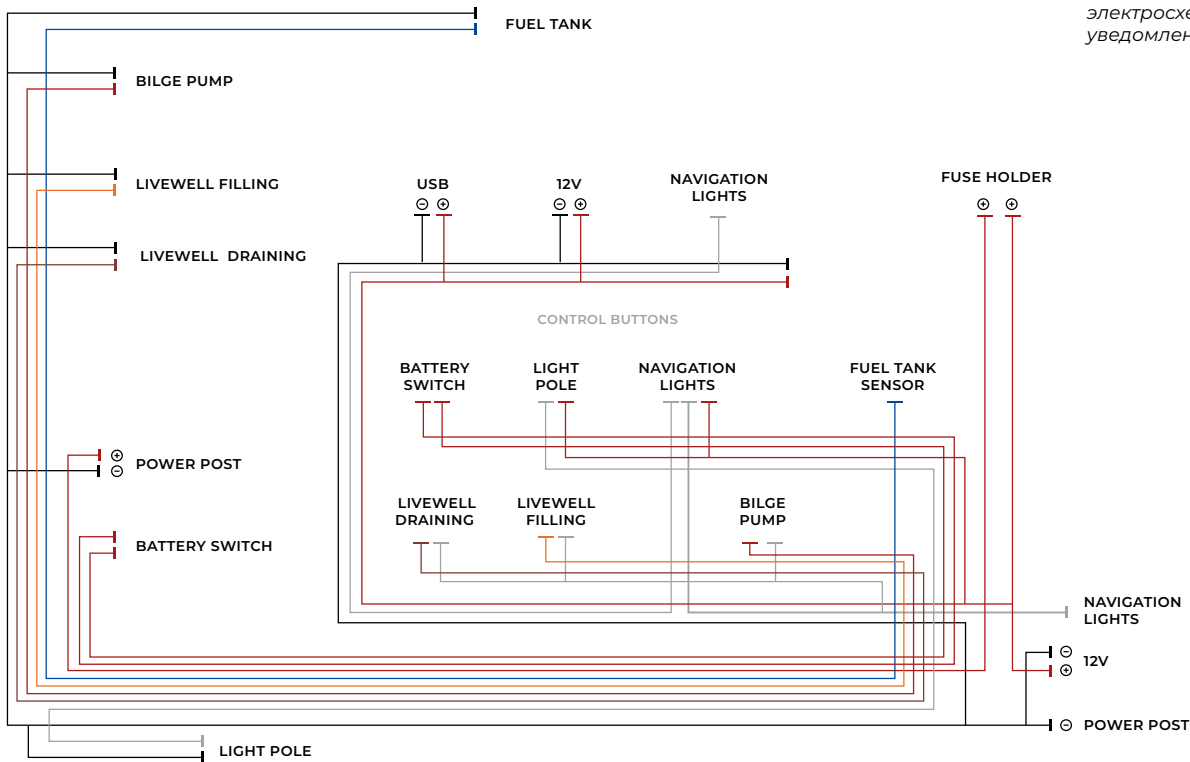 FUEL TANK
BILGE PUMP
LIVEWELL FILLING
LIVEWELL DRAINING
POWER POST
BATTERY SWITCH
LIGHT POLE
USB
12V
NAVIGATION
LIGHTS
FUSE HOLDER
CONTROL BUTTONS
BATTERY
SWITCH
LIGHT
POLE
NAVIGATION
LIGHTS
FUEL TANK
SENSOR
LIVEWELL
DRAINING
LIVEWELL
FILLING
BILGE
PUMP
NAVIGATION
LIGHTS
12V
POWER POST